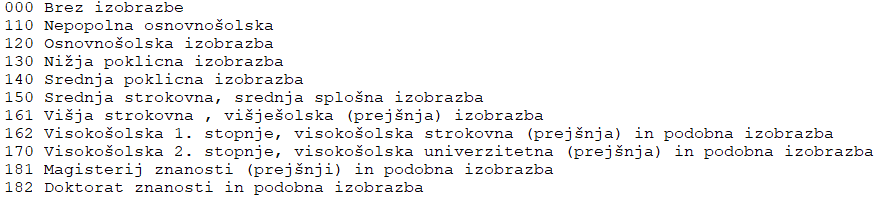 000 Brez izobrazbe
110 Nepopolna osnovnošolska
120 Osnovnošolska izobrazba
130 Nižja poklicna izobrazba
140 Srednja poklicna izobrazba
150 Srednja strokovna, srednja splošna izobrazba
161 Višja strokovna , višješolska (prejšnja) izobrazba
162 Visokošolska 1. stopnje, visokošolska strokovna (prejšnja) in podobna izobrazba
170 Visokošolska 2. stopnje, visokošolska univerzitetna (prejšnja) in podobna izobrazba
181 Magisterij znanosti (prejšnji) in podobna izobrazba
182 Doktorat znanosti in podobna izobrazba